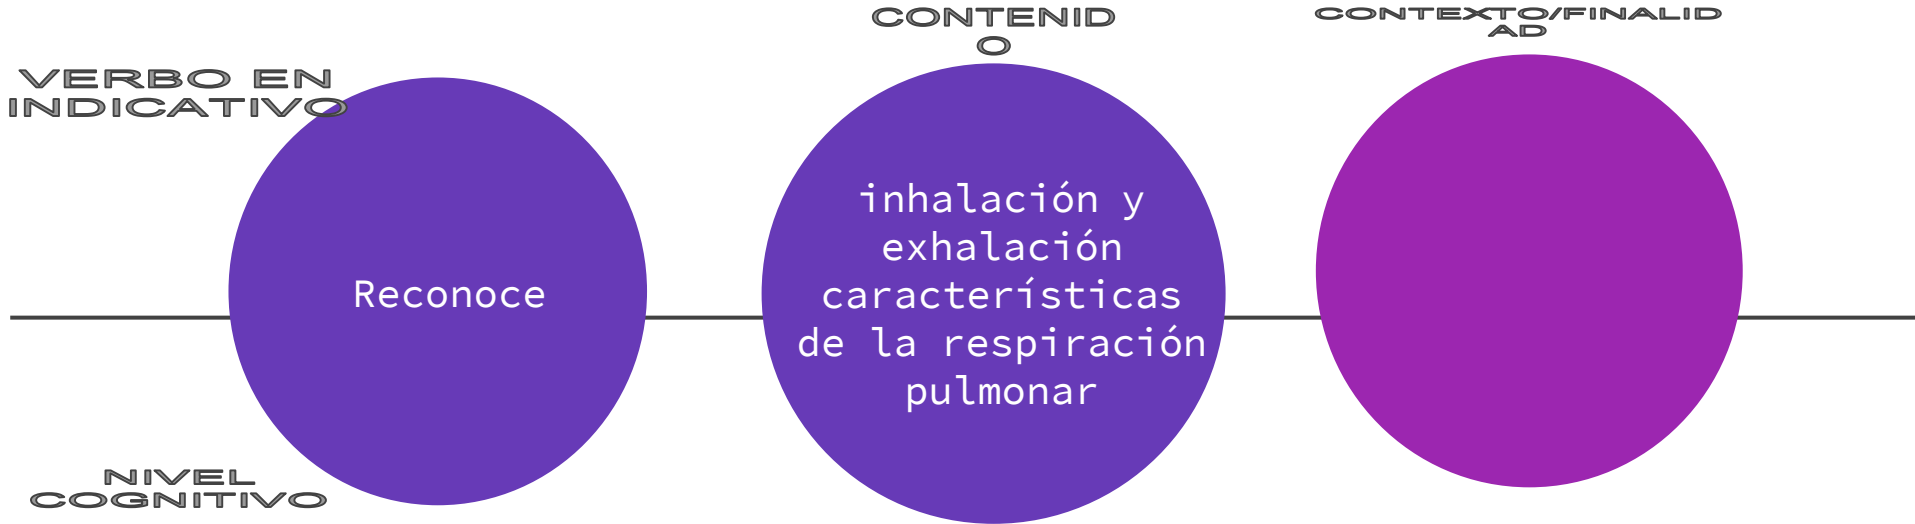 VERBO EN
INDICATIVO
Reconoce
NIVEL
COGNITIVO
CONTENID
O
inhalación y
exhalación
características
de la respiración
pulmonar
CONTEXTO/FINALID
AD